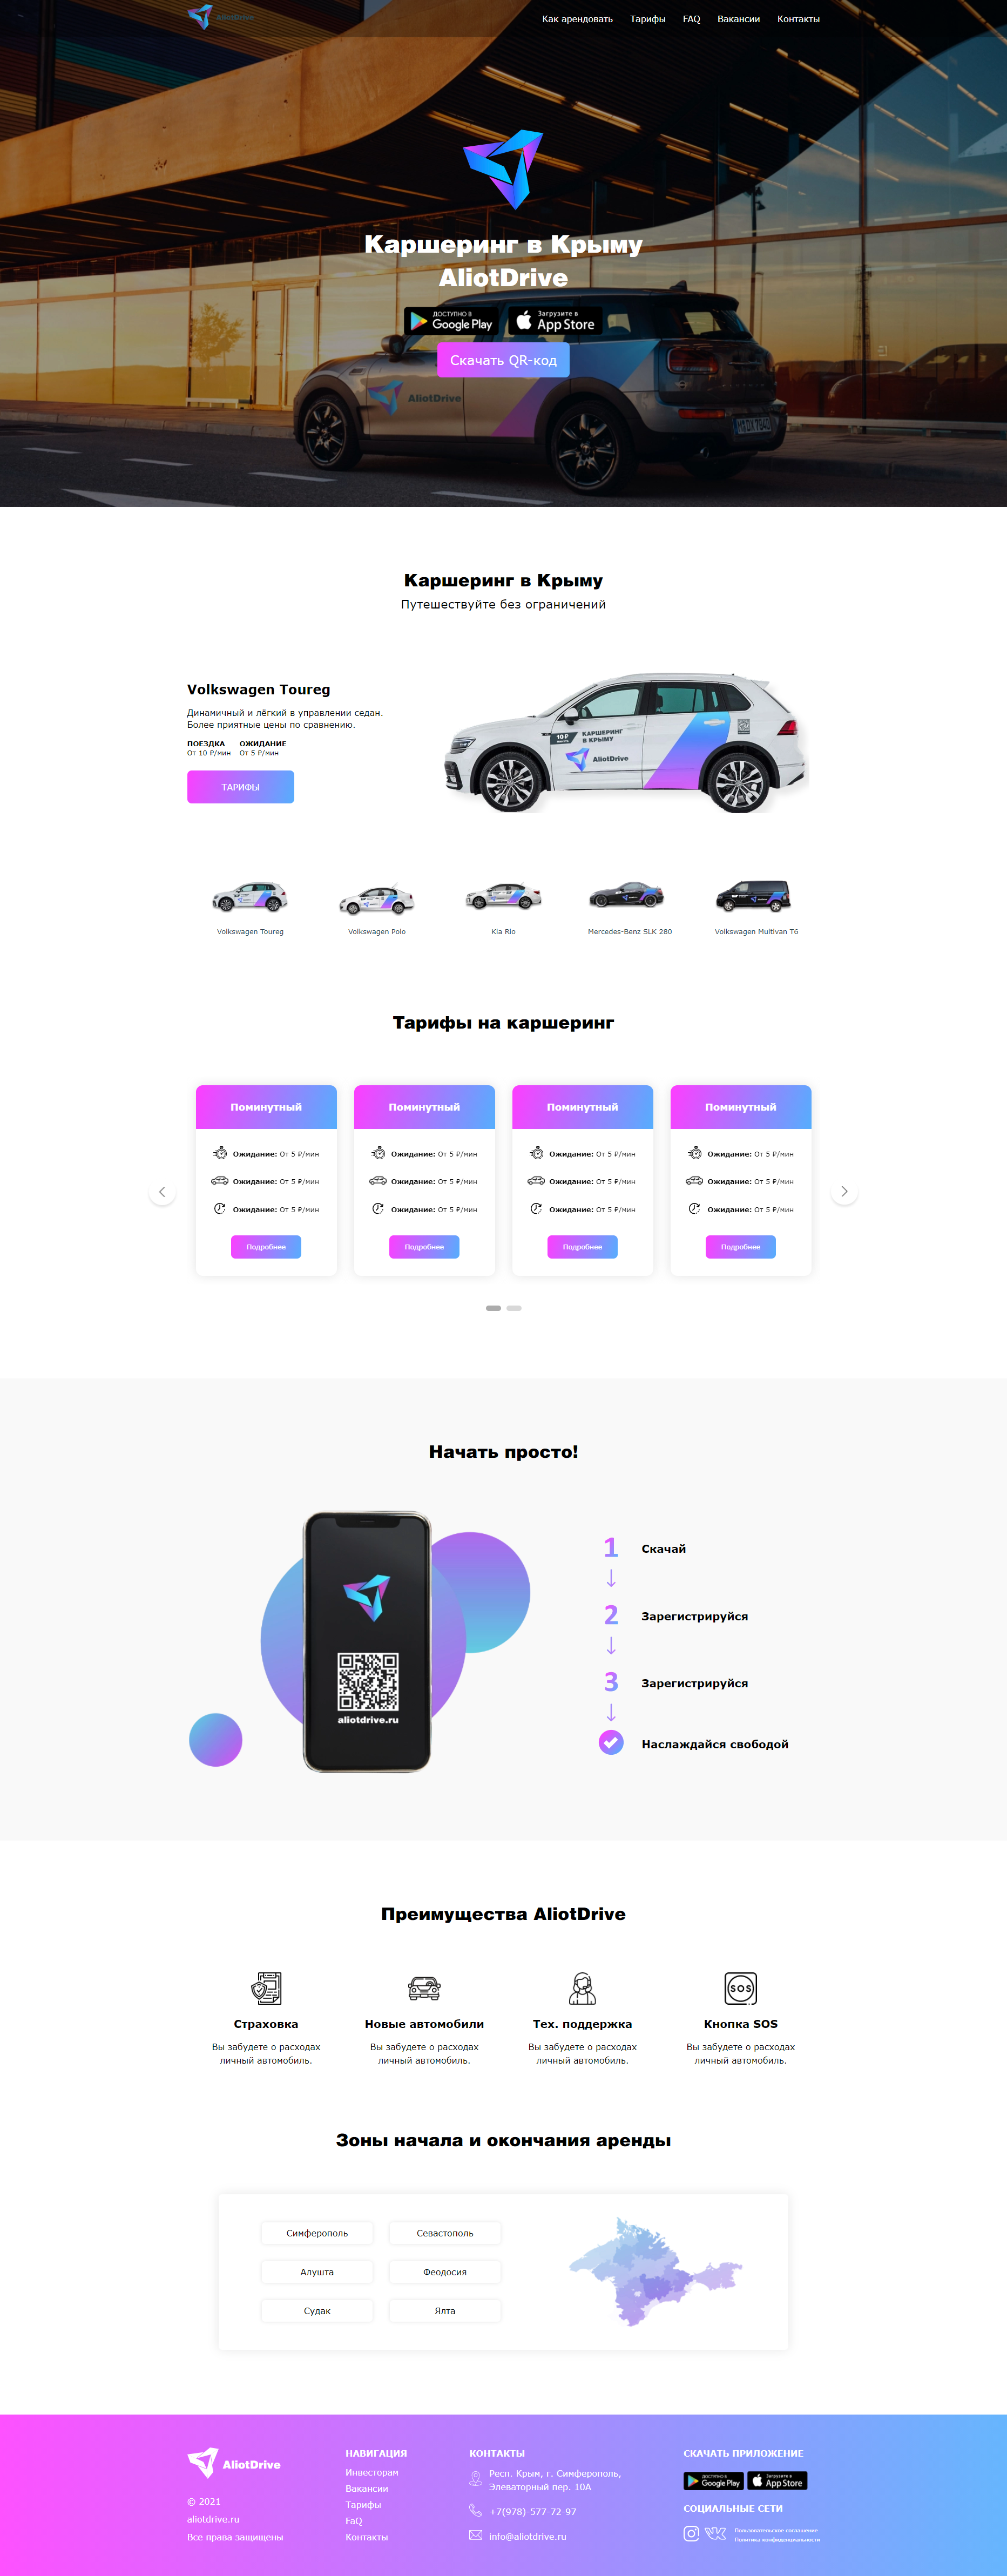 AliotDrive
Как арендовать Тарифы FAQ Вакансии Контакты
Каршеринг в Крыму
AliotDrive
ДОСТУПНО В
Google Play
Загрузите в
App Store
Скачать QR-код
AliotDrive
Каршеринг в Крыму
Путешествуйте без ограничений
Volkswagen Toureg
Динамичный и лёгкий в управлении седан.
Более приятные цены по сравнению.
ПОЕЗДКА ОЖИДАНИЕ
От 10 ₽/мин От 5 ₽/мин
ТАРИФЫ
10 ₽
КАРШЕРИНГ
В КРЫМУ
AliotDrive
Volkswagen Toureg
Volkswagen Polo
Kia Rio
Mercedes-Benz SLK 280
Volkswagen Multivan T6
Тарифы на каршеринг
Поминутный
Ожидание: От 5 ₽/мин
Ожидание: От 5 ₽/мин
Ожидание: От 5 ₽/мин
Подробнее
Поминутный
Ожидание: От 5 ₽/мин
Ожидание: От 5 ₽/мин
Ожидание: От 5 ₽/мин
Подробнее
Поминутный
Ожидание: От 5 ₽/мин
Ожидание: От 5 ₽/мин
Ожидание: От 5 ₽/мин
Подробнее
Поминутный
Ожидание: От 5 ₽/мин
Ожидание: От 5 ₽/мин
Ожидание: От 5 ₽/мин
Подробнее
Начать просто!
aliotdrive.ru
1 Скачай
2 Зарегистрируйся
3 Зарегистрируйся
Наслаждайся свободой
Преимущества AliotDrive
Страховка
Вы забудете о расходах
личный автомобиль.
Новые автомобили
Вы забудете о расходах
личный автомобиль.
Тех. поддержка
Вы забудете о расходах
личный автомобиль.
SOS
Кнопка SOS
Вы забудете о расходах
личный автомобиль.
Зоны начала и окончания аренды
Симферополь Севастополь
Алушта Феодосия
Судак Ялта
AliotDrive
© 2021
aliotdrive.ru
Все права защищены
НАВИГАЦИЯ
Инвесторам
Вакансии
Тарифы
FaQ
Контакты
КОНТАКТЫ
Респ. Крым, г. Симферополь,
Элеваторный пер. 10А
+7(978)-577-72-97
info@aliotdrive.ru
СКАЧАТЬ ПРИЛОЖЕНИЕ
ДОСТУПНО В
Google Play
Загрузите в
App Store
СОЦИАЛЬНЫЕ СЕТИ
Пользовательское соглашение
Политика конфиденциальности